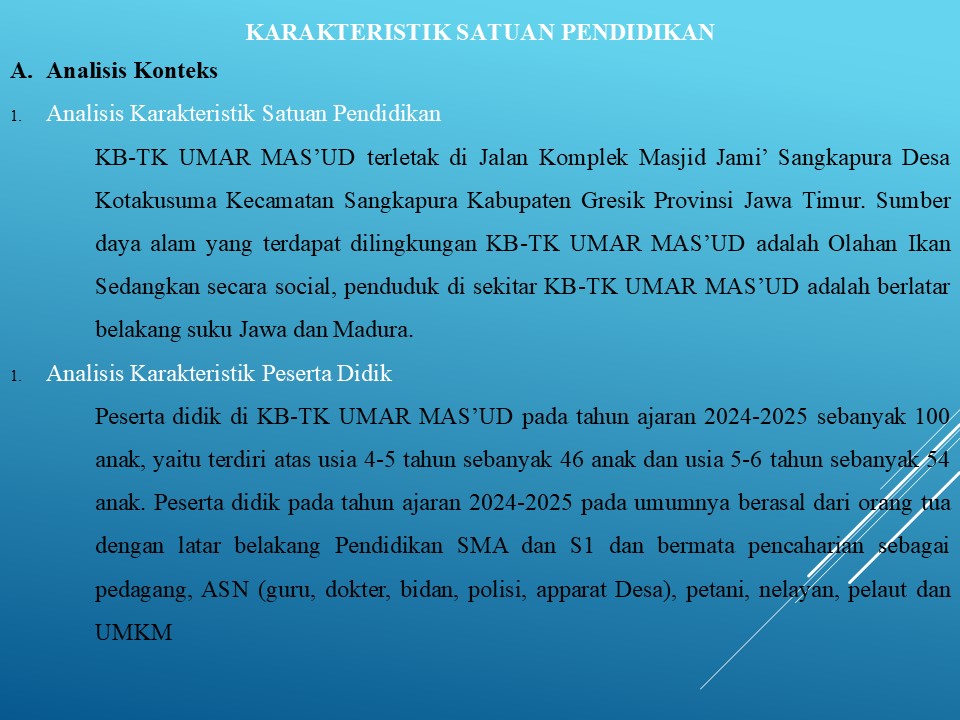 KARAKTERISTIK SATUAN PENDIDIKAN
A. Analisis Konteks
1. Analisis Karakteristik Satuan Pendidikan
KB-TK UMAR MAS’UD terletak di Jalan Komplek Masjid Jami’ Sangkapura Desa
Kotakusuma Kecamatan Sangkapura Kabupaten Gresik Provinsi Jawa Timur. Sumber
daya alam yang terdapat dilingkungan KB-TK UMAR MAS’UD adalah Olahan Ikan
Sedangkan secara social, penduduk di sekitar KB-TK UMAR MAS’UD adalah berlatar
belakang suku Jawa dan Madura.
1. Analisis Karakteristik Peserta Didik
Peserta didik di KB-TK UMAR MAS’UD pada tahun ajaran 2024-2025 sebanyak 100
anak, yaitu terdiri atas usia 4-5 tahun sebanyak 46 anak dan usia 5-6 tahun sebanyak 54
anak. Peserta didik pada tahun ajaran 2024-2025 pada umumnya berasal dari orang tua
dengan latar belakang Pendidikan SMA dan S1 dan bermata pencaharian sebagai
pedagang, ASN (guru, dokter, bidan, polisi, apparat Desa), petani, nelayan, pelaut dan
UMKM